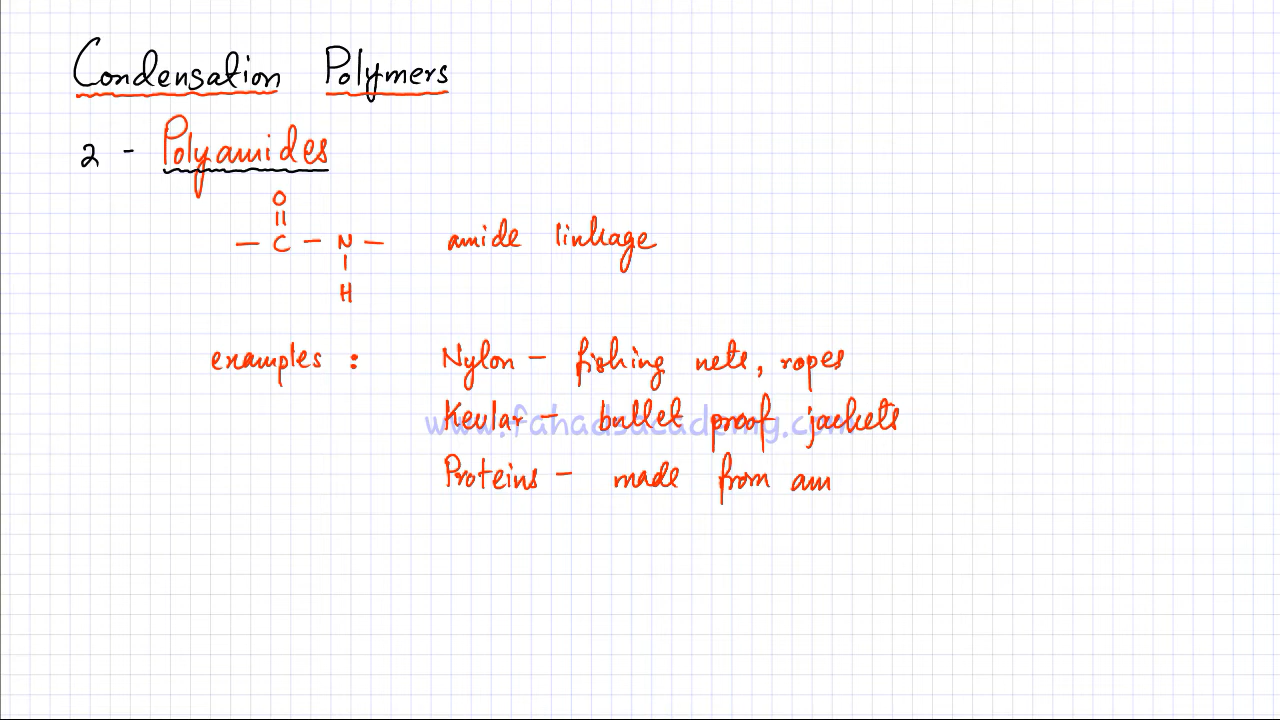 Condensation Polymers
2 - Polyamides
O
||
— C — N —
|
H
amide linkage
examples : Nylon — fishing nets, ropes
Kevlar — bullet proof jackets
www.fahadsacademy.com
Proteins — made from am